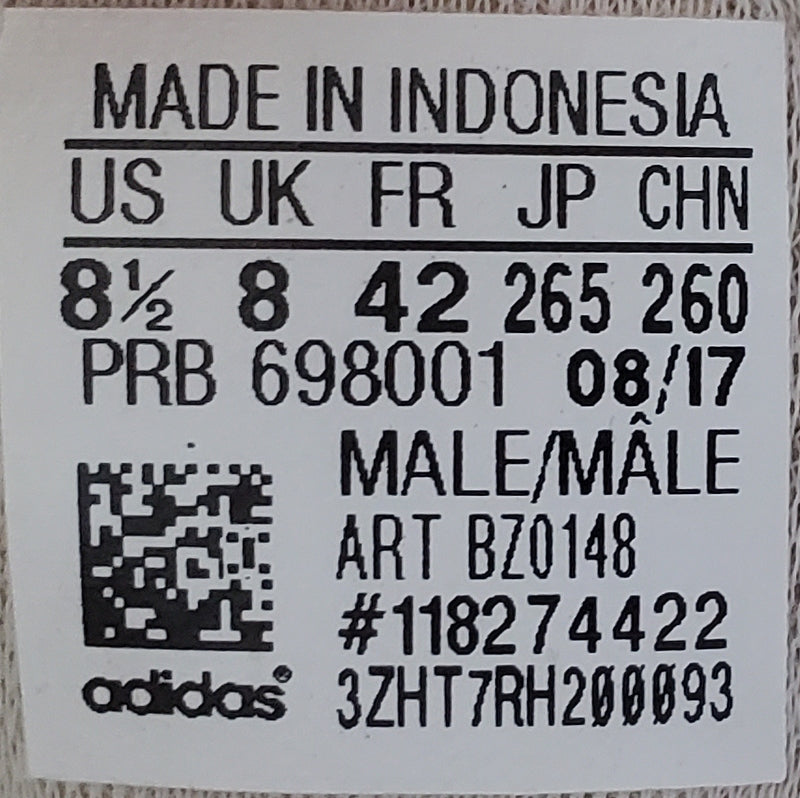 MADE IN INDONESIA
US UK FR JP CHN
8½ 8 42 265 260
PRB 698001 08/17
MALE/MÂLE
ART BZ0148
#118274422
adidas® 3ZHT7RH200093